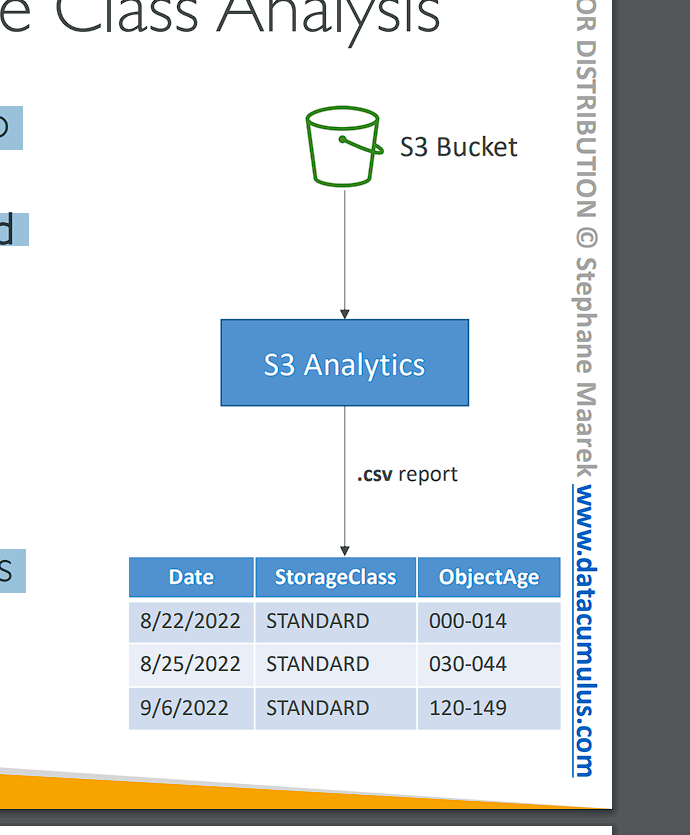 e Class Analysis
d
s
S3 Bucket
S3 Analytics
.csv report
Date StorageClass ObjectAge
8/22/2022 STANDARD 000-014
8/25/2022 STANDARD 030-044
9/6/2022 STANDARD 120-149
OR DISTRIBUTION © Stephane Maarek www.datacumulus.com